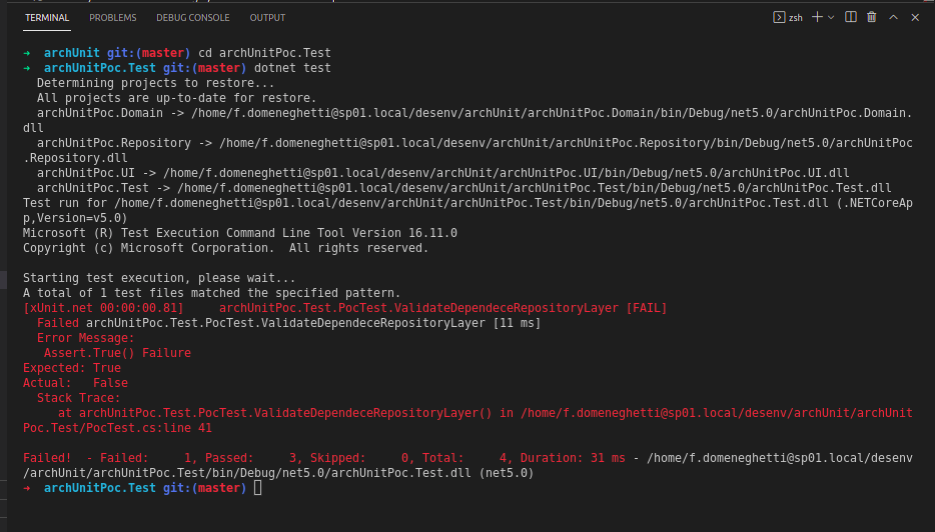 TERMINAL PROBLEMS DEBUG CONSOLE OUTPUT zsh
➜ archUnit git:(master) cd archUnitPoc.Test
➜ archUnitPoc.Test git:(master) dotnet test
Determining projects to restore...
All projects are up-to-date for restore.
archUnitPoc.Domain -> /home/f.domeneghetti@sp01.local/desenv/archUnit/archUnitPoc.Domain/bin/Debug/net5.0/archUnitPoc.Domain.
dll
archUnitPoc.Repository -> /home/f.domeneghetti@sp01.local/desenv/archUnit/archUnitPoc.Repository/bin/Debug/net5.0/archUnitPoc
.Repository.dll
archUnitPoc.UI -> /home/f.domeneghetti@sp01.local/desenv/archUnit/archUnitPoc.UI/bin/Debug/net5.0/archUnitPoc.UI.dll
archUnitPoc.Test -> /home/f.domeneghetti@sp01.local/desenv/archUnit/archUnitPoc.Test/bin/Debug/net5.0/archUnitPoc.Test.dll
Test run for /home/f.domeneghetti@sp01.local/desenv/archUnit/archUnitPoc.Test/bin/Debug/net5.0/archUnitPoc.Test.dll (.NETCoreAp
p,Version=v5.0)
Microsoft (R) Test Execution Command Line Tool Version 16.11.0
Copyright (c) Microsoft Corporation.  All rights reserved.
Starting test execution, please wait...
A total of 1 test files matched the specified pattern.
[xUnit.net 00:00:00.81]     archUnitPoc.Test.PocTest.ValidateDependeceRepositoryLayer [FAIL]
Failed archUnitPoc.Test.PocTest.ValidateDependeceRepositoryLayer [11 ms]
Error Message:
Assert.True() Failure
Expected: True
Actual:   False
Stack Trace:
at archUnitPoc.Test.PocTest.ValidateDependeceRepositoryLayer() in /home/f.domeneghetti@sp01.local/desenv/archUnit/archUnit
Poc.Test/PocTest.cs:line 41
Failed!  - Failed:     1, Passed:     3, Skipped:     0, Total:     4, Duration: 31 ms - /home/f.domeneghetti@sp01.local/desenv
/archUnit/archUnitPoc.Test/bin/Debug/net5.0/archUnitPoc.Test.dll (net5.0)
➜ archUnitPoc.Test git:(master)